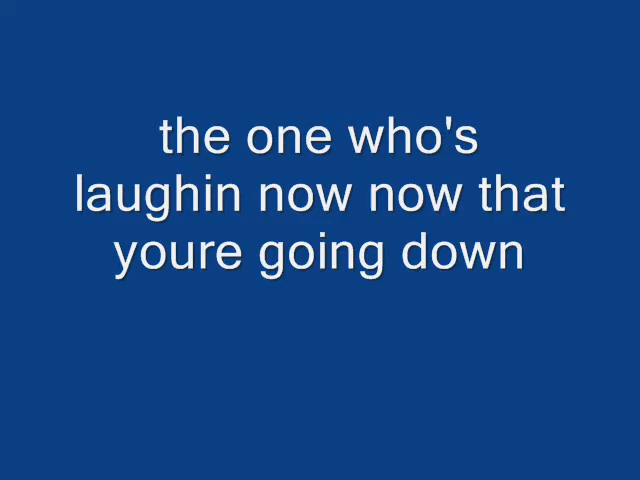 the one who's
laughin now now that
youre going down